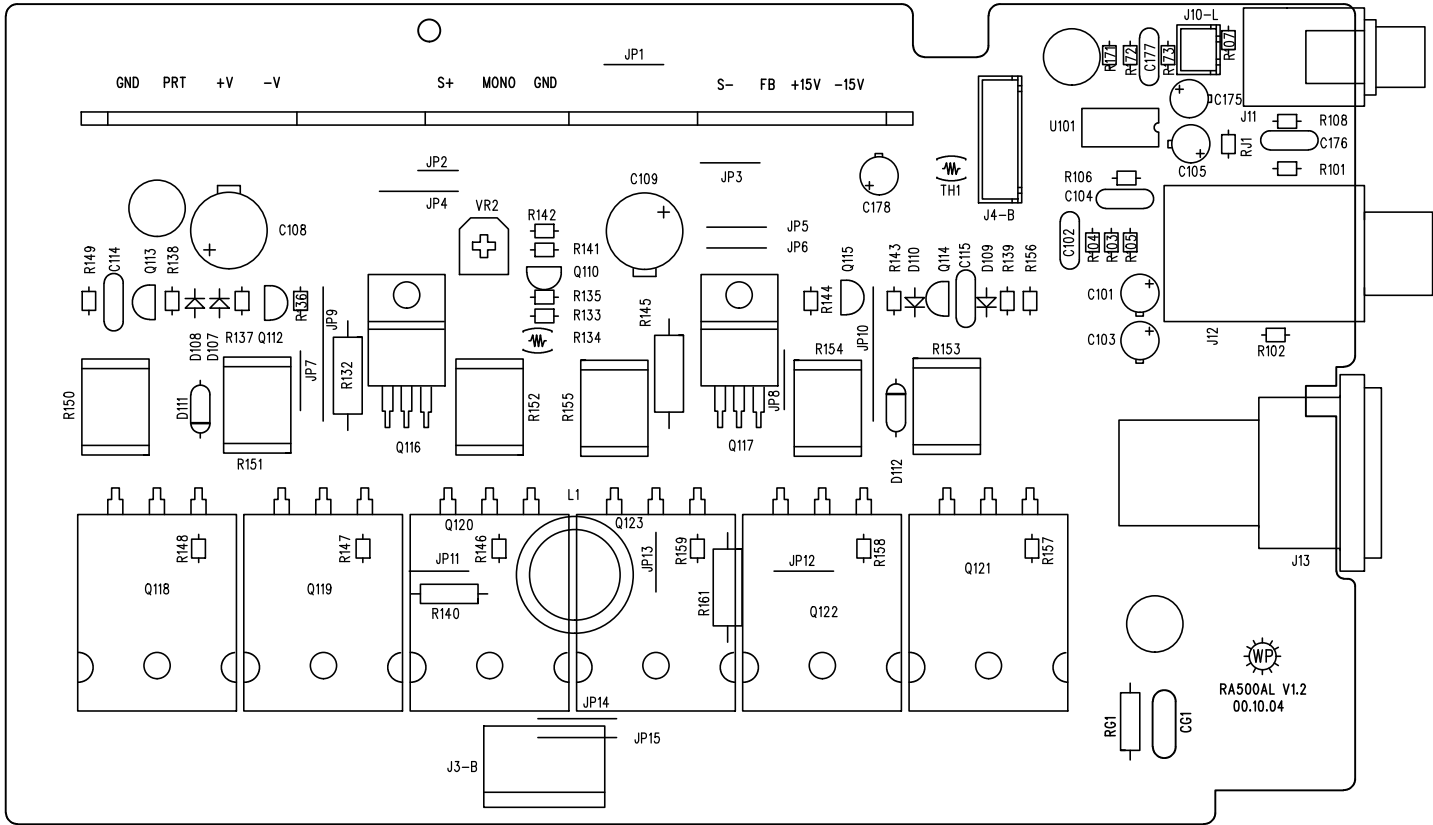 J10-L
JP1
R171
R172
C177
R173
R107
GND PRT +V -V S+ MONO GND S- FB +15V -15V
C175
J11
R108
U101
RJ1
C176
C105
R101
JP2
JP3
TH1
R106
C104
JP4
C178
J4-B
VR2
C109
R142
JP5
C108
JP6
C102
R104
R103
R105
R149
C114
Q113
R138
R141
Q110
Q115
R143
D110
Q114
C115
D109
R139
R156
R136
R135
R144
C101
JP9
R133
R145
JP10
R134
J12
D108
D107
R137 Q112
C103
R102
R154
R153
JP7
R132
JP8
R150
D111
R152
R155
Q116
Q117
R151
D112
L1
Q120
Q123
R148
R147
R146
R159
R158
R157
JP11
JP13
JP12
J13
Q118
Q119
Q121
R140
R161
Q122
WP
RA500AL V1.2
00.10.04
JP14
JP15
RG1
CG1
J3-B